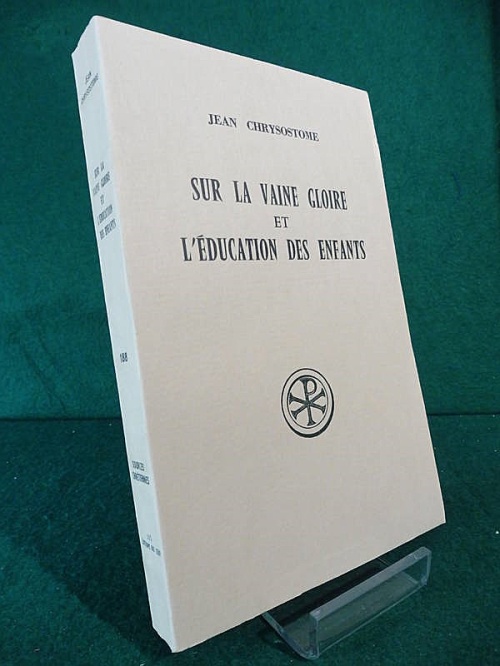 JEAN CHRYSOSTOME
SUR LA VAINE GLOIRE
ET
L'ÉDUCATION DES ENFANTS
JEAN
CHRYSOSTOME
SUR LA
VAINE GLOIRE
ET
L'ÉDUCATION
DES ENFANTS
188
SOURCES
CHRÉTIENNES